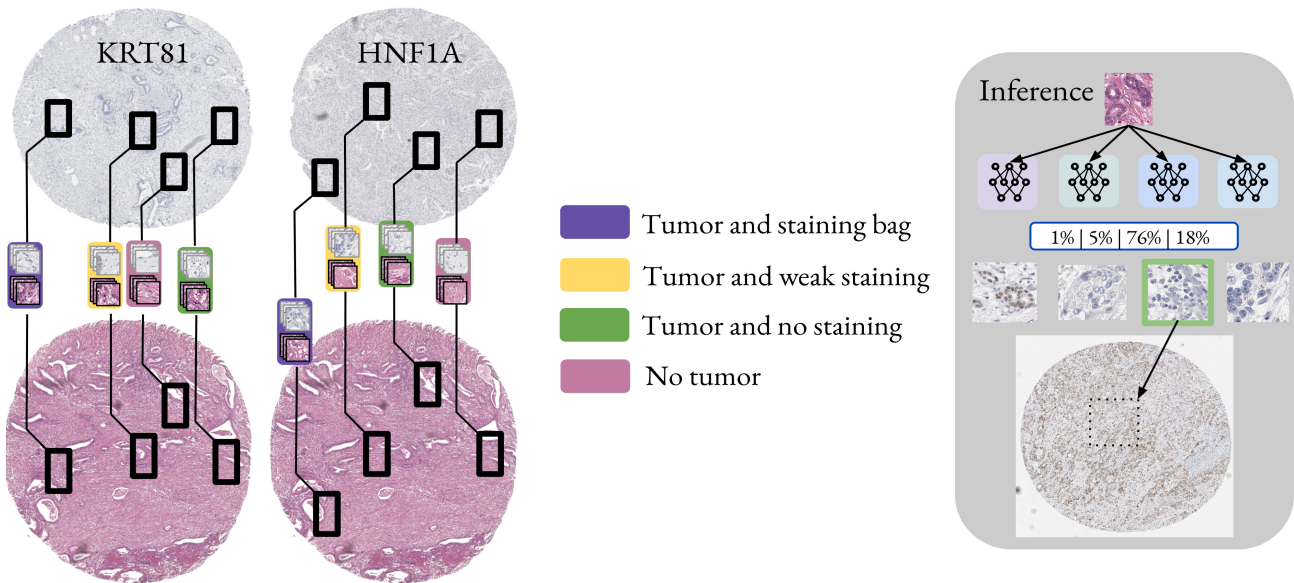 KRT81
HNF1A
Tumor and staining bag
Tumor and weak staining
Tumor and no staining
No tumor
Inference
1% | 5% | 76% | 18%